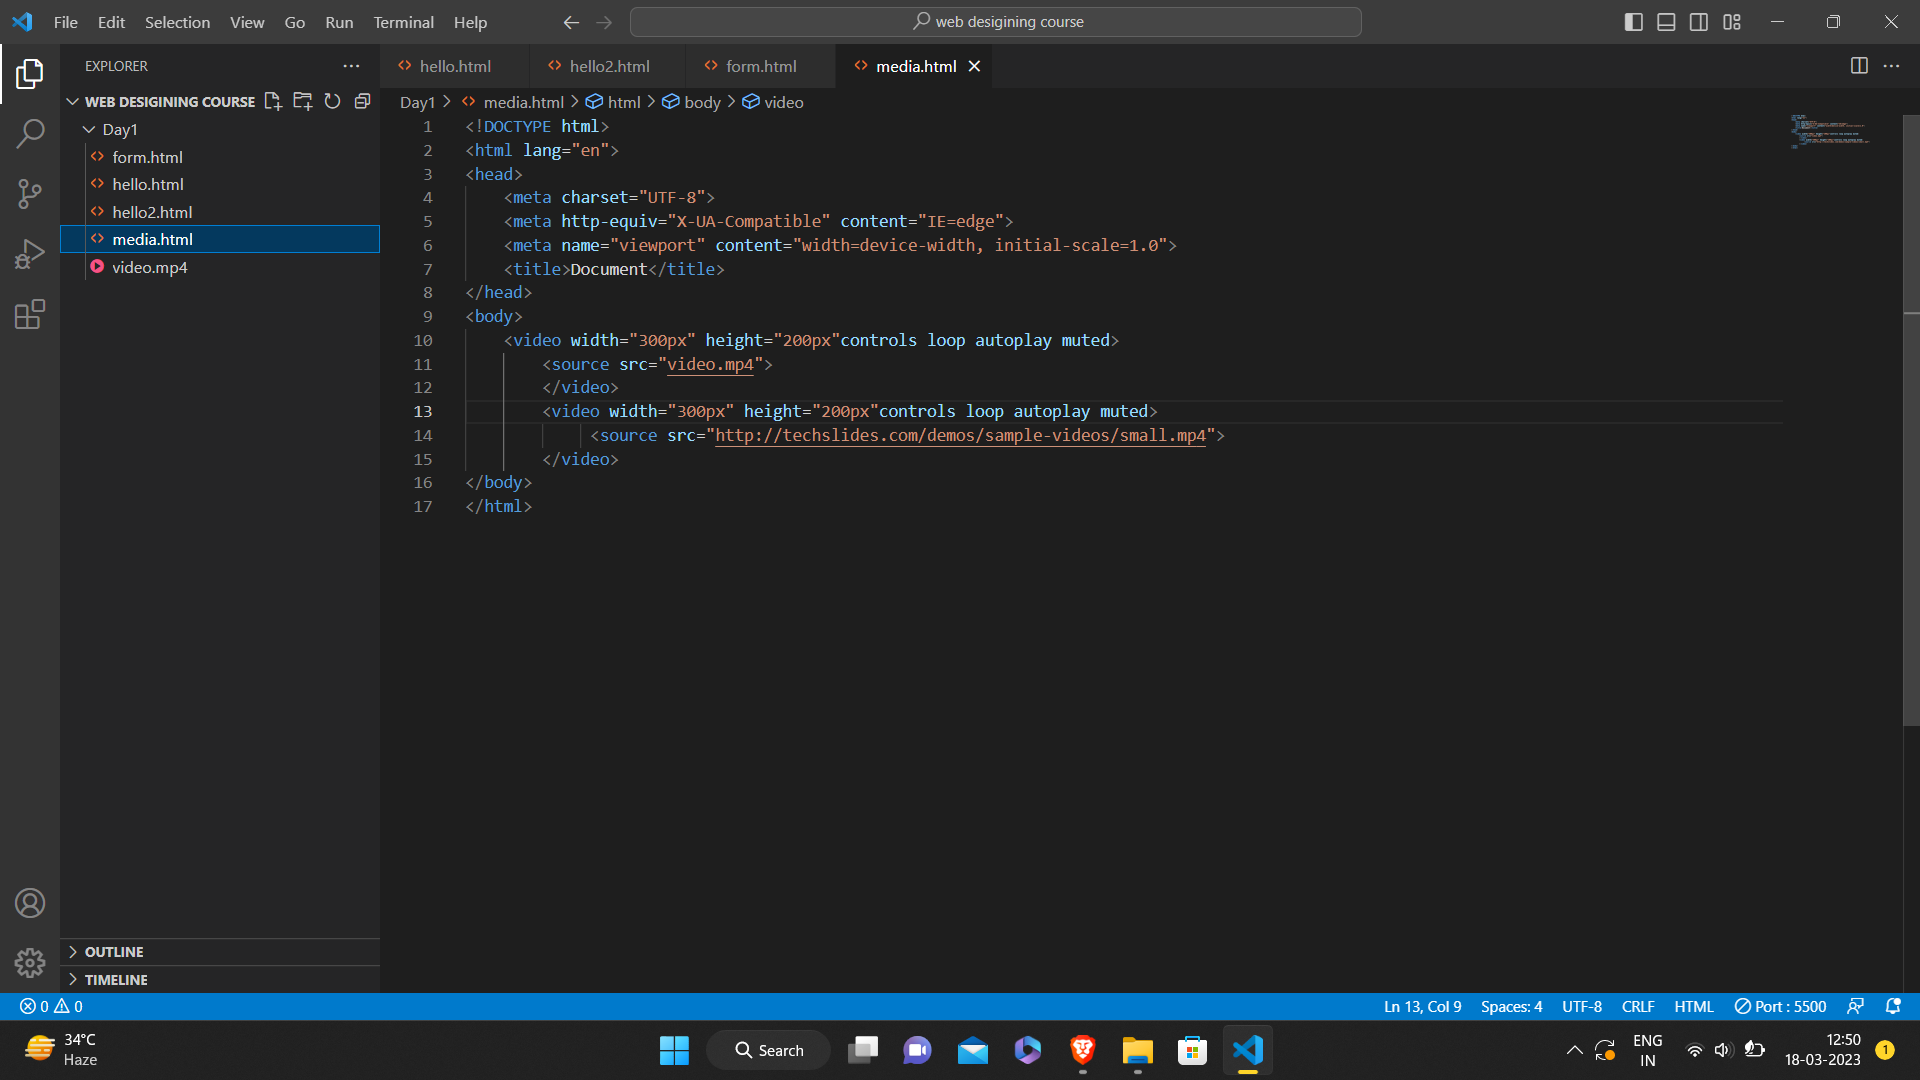 File Edit Selection View Go Run Terminal Help
web desigining course
EXPLORER
hello.html
hello2.html
form.html
media.html
WEB DESIGINING COURSE
Day1 > media.html > html > body > video
Day1
form.html
hello.html
hello2.html
media.html
video.mp4
1 <!DOCTYPE html>
2 <html lang="en">
3 <head>
4 <meta charset="UTF-8">
5 <meta http-equiv="X-UA-Compatible" content="IE=edge">
6 <meta name="viewport" content="width=device-width, initial-scale=1.0">
7 <title>Document</title>
8 </head>
9 <body>
10 <video width="300px" height="200px"controls loop autoplay muted>
11 <source src="video.mp4">
12 </video>
13 <video width="300px" height="200px"controls loop autoplay muted>
14 <source src="http://techslides.com/demos/sample-videos/small.mp4">
15 </video>
16 </body>
17 </html>
OUTLINE
TIMELINE
0 0
Ln 13, Col 9 Spaces: 4 UTF-8 CRLF HTML Port : 5500
34°C
Haze
Search
ENG
IN
12:50
18-03-2023
1